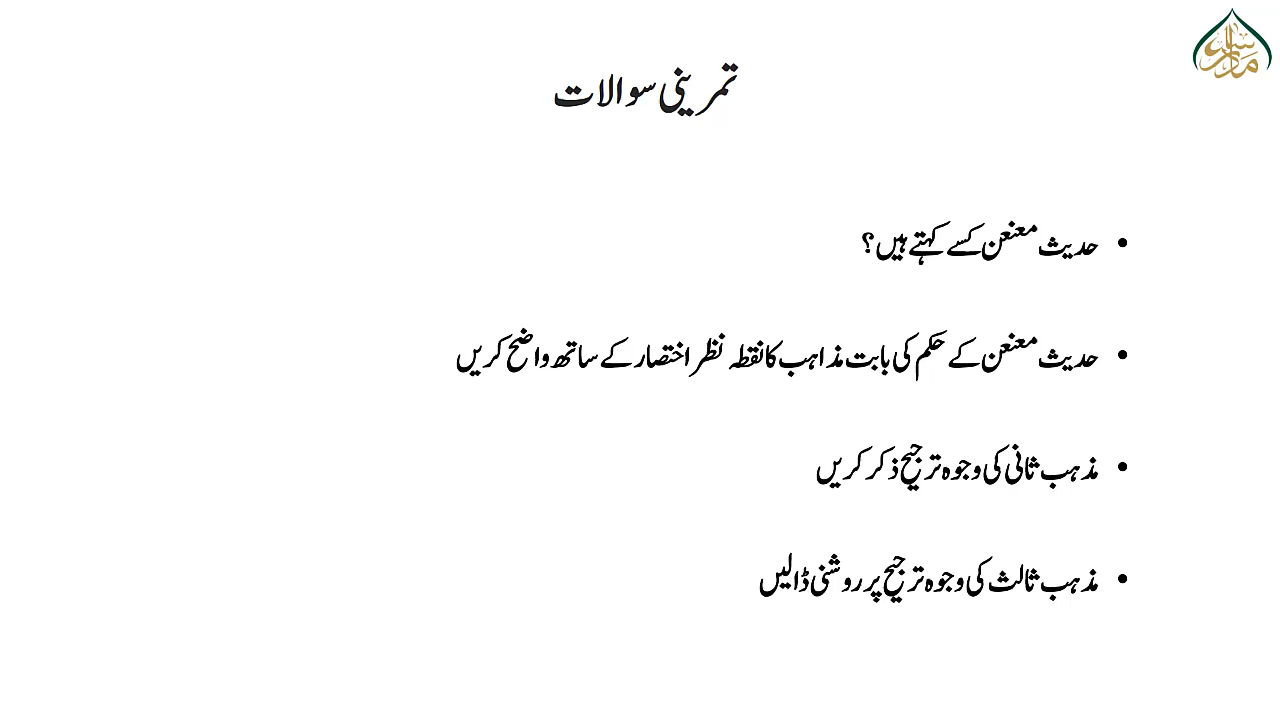 تمرینی سوالات
• حدیث معنعن کسے کہتے ہیں؟
• حدیث معنعن کے حکم کی بابت مذاہب کا نقطہ نظر اختصار کے ساتھ واضح کریں
• مذہب ثانی کی وجوہ ترجیح ذکر کریں
• مذہب ثالث کی وجوہ ترجیح پر روشنی ڈالیں